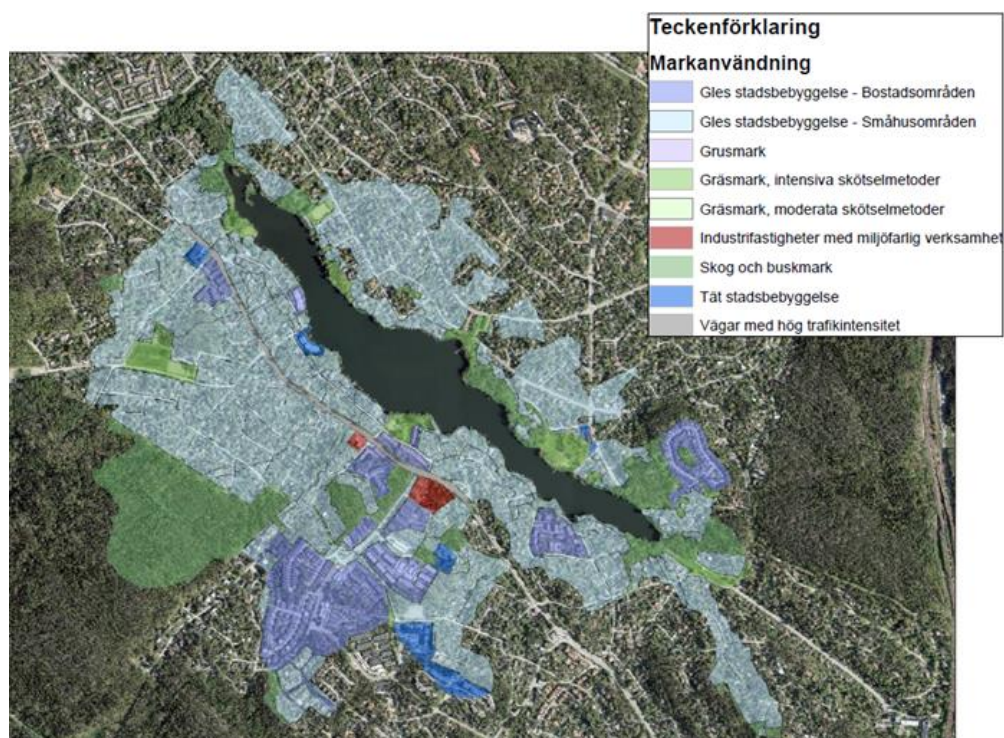 Teckenförklaring
Markanvändning
Gles stadsbebyggelse - Bostadsområden
Gles stadsbebyggelse - Småhusområden
Grusmark
Gräsmark, intensiva skötselmetoder
Gräsmark, moderata skötselmetoder
Industrifastigheter med miljöfarlig verksamhet
Skog och buskmark
Tät stadsbebyggelse
Vägar med hög trafikintensitet